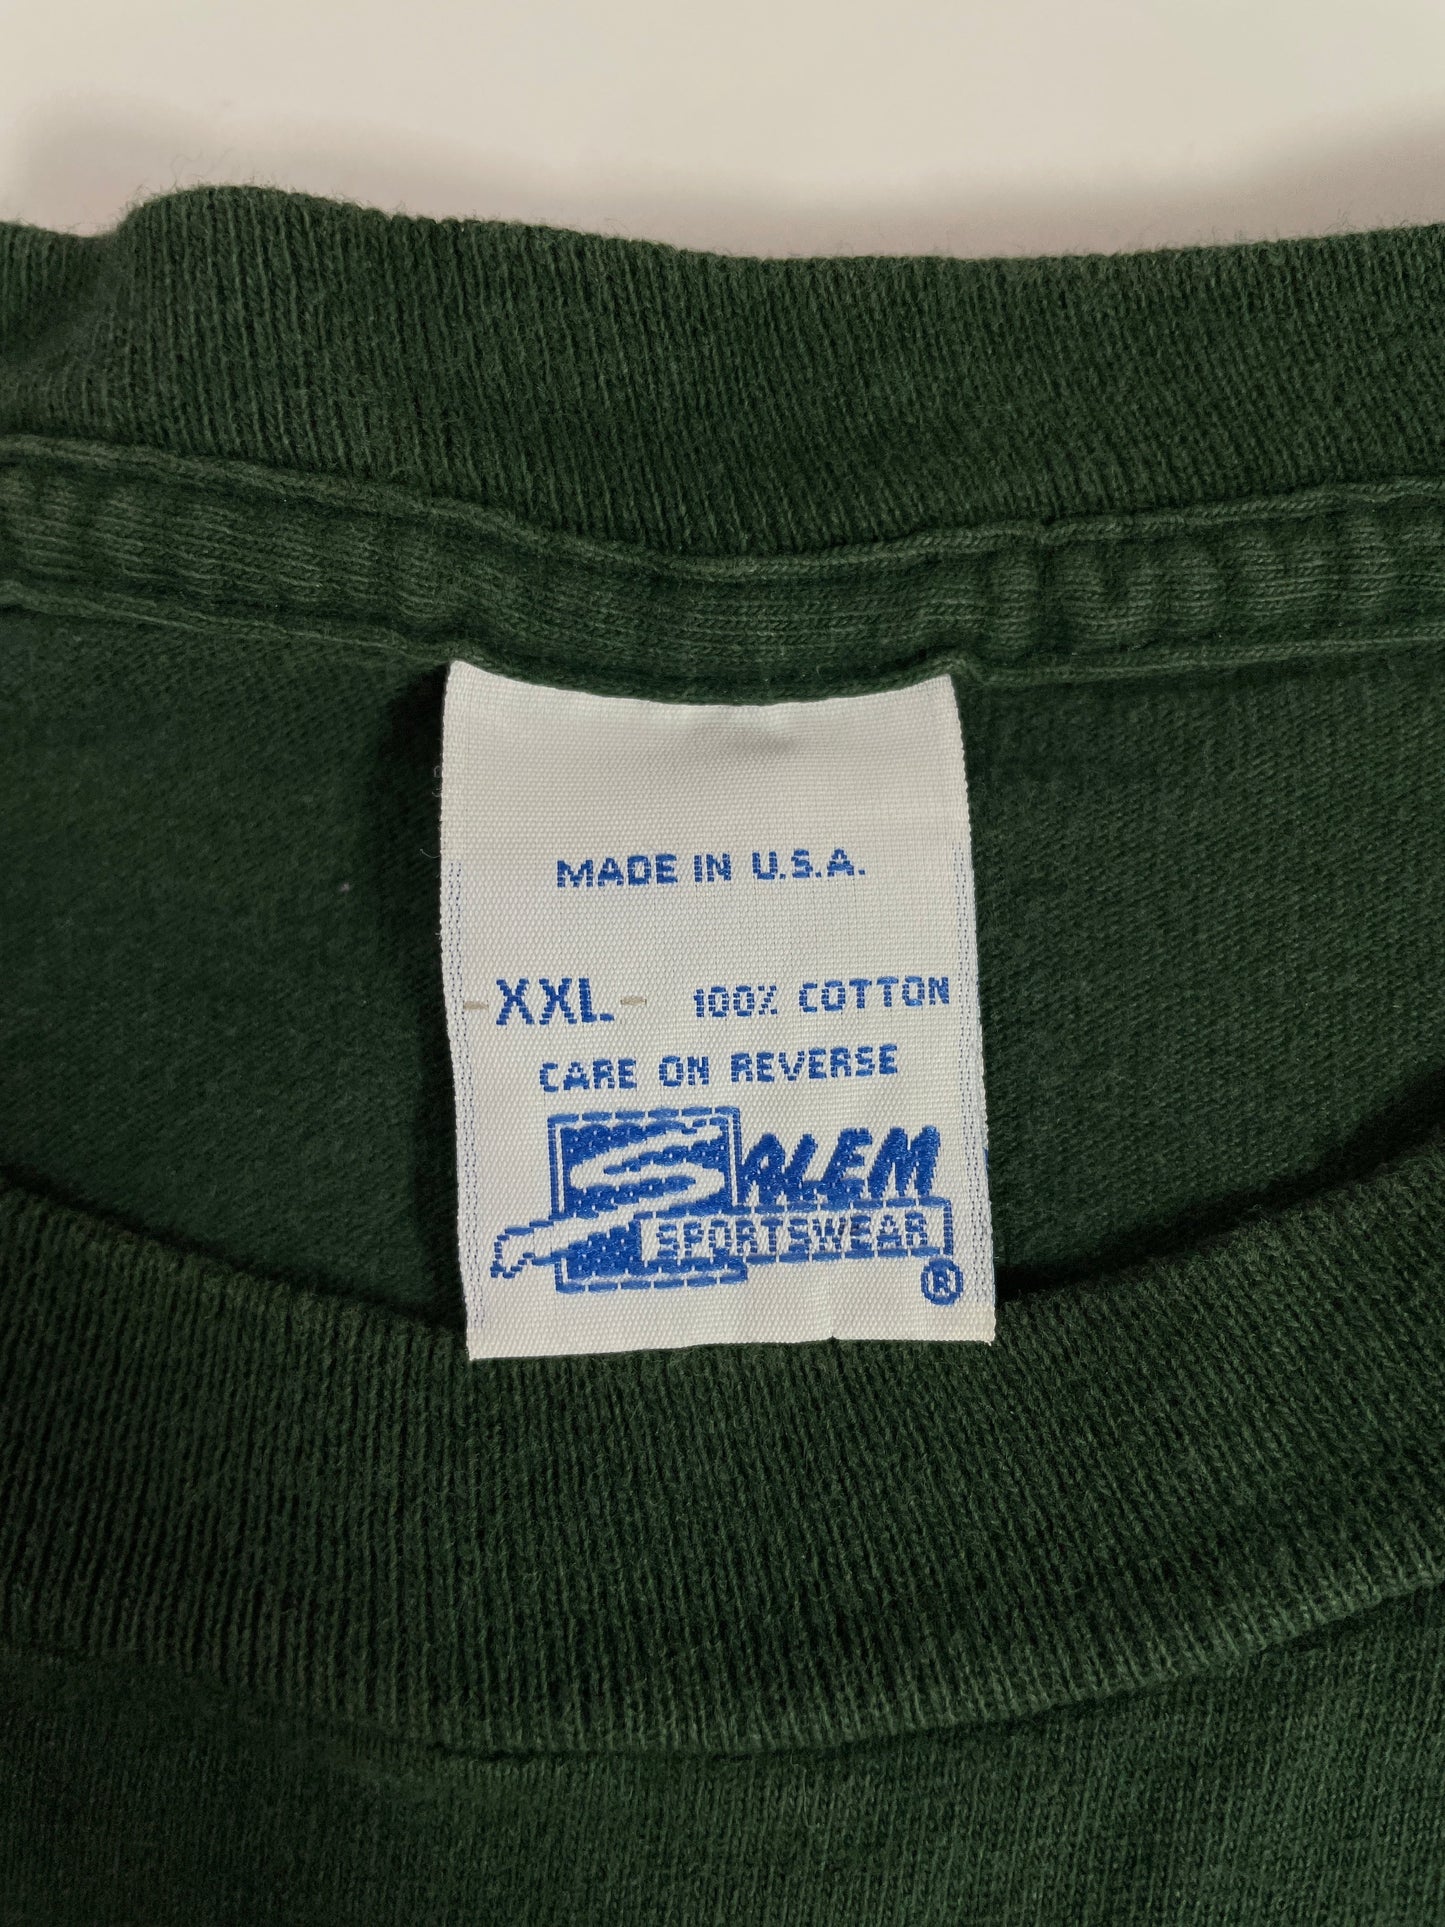 MADE IN U.S.A.
-XXL- 100% COTTON
CARE ON REVERSE
SALEM
SPORTSWEAR
®